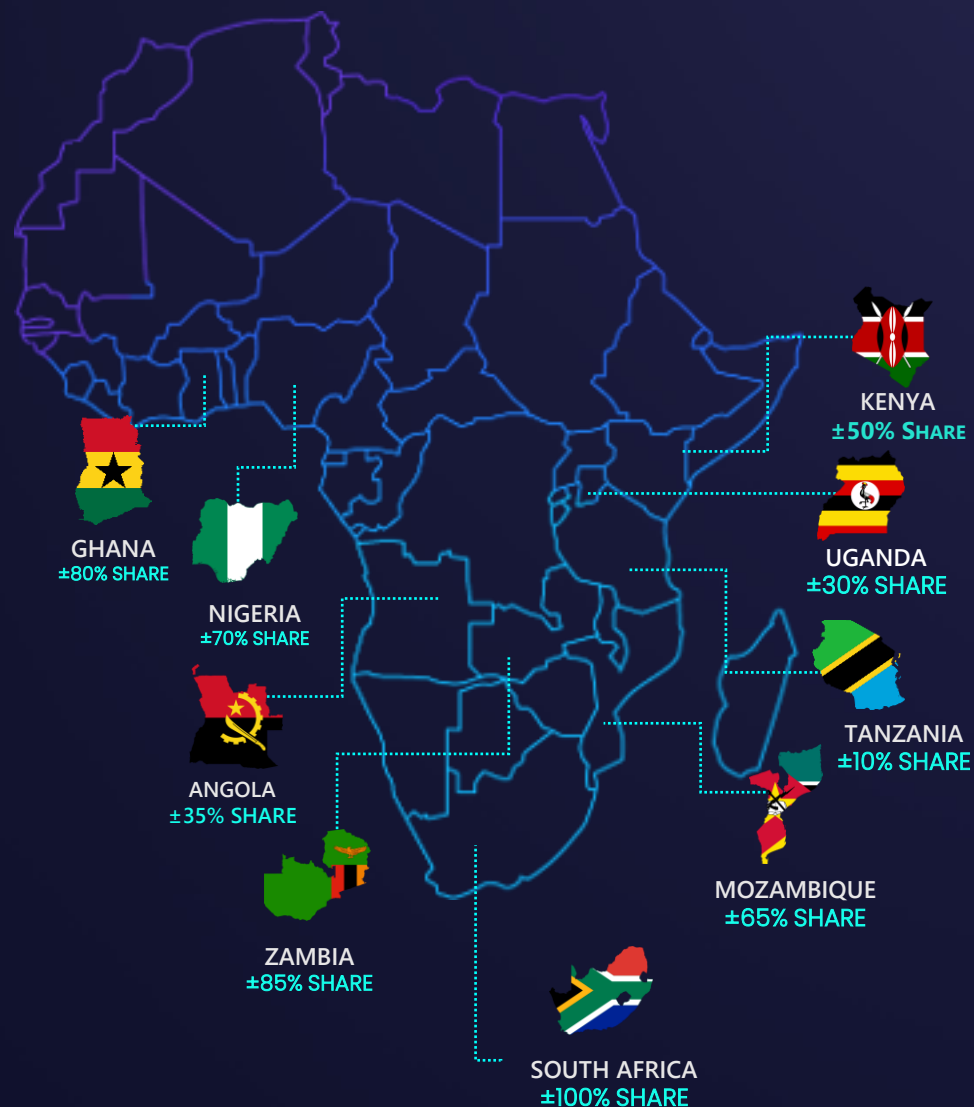 KENYA
±50% SHARE
UGANDA
±30% SHARE
GHANA
±80% SHARE
NIGERIA
±70% SHARE
TANZANIA
±10% SHARE
ANGOLA
±35% SHARE
MOZAMBIQUE
±65% SHARE
ZAMBIA
±85% SHARE
SOUTH AFRICA
±100% SHARE